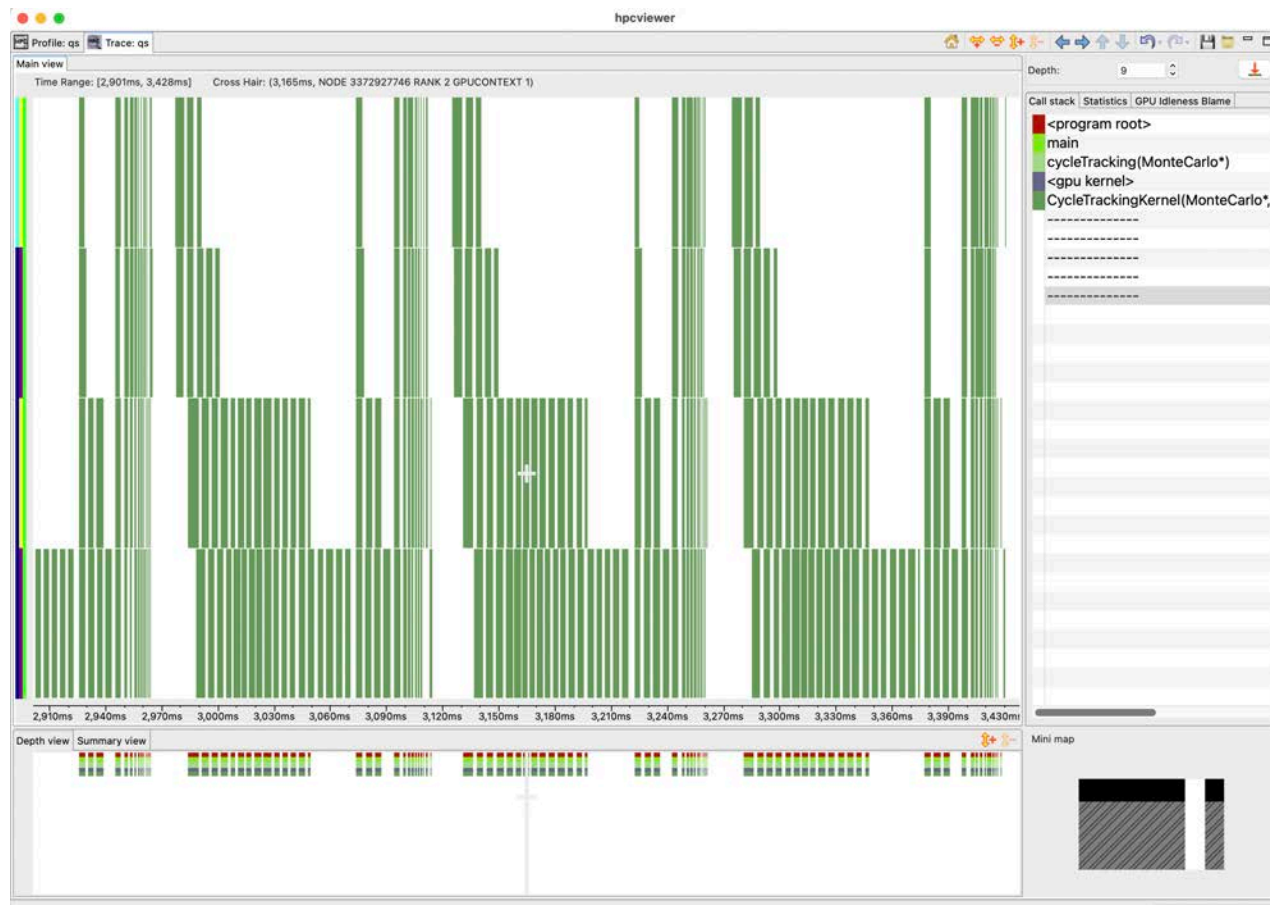 hpcviewer
Profile: qs Trace: qs
Main view
Time Range: [2,901ms, 3,428ms] Cross Hair: (3,165ms, NODE 3372927746 RANK 2 GPUCONTEXT 1)
Depth: 9
Call stack Statistics GPU Idleness Blame
<program root>
main
cycleTracking(MonteCarlo*)
<gpu kernel>
CycleTrackingKernel(MonteCarlo*,
--------------
--------------
--------------
--------------
--------------
2,910ms 2,940ms 2,970ms 3,000ms 3,030ms 3,060ms 3,090ms 3,120ms 3,150ms 3,180ms 3,210ms 3,240ms 3,270ms 3,300ms 3,330ms 3,360ms 3,390ms 3,430ms
Depth view Summary view
Mini map